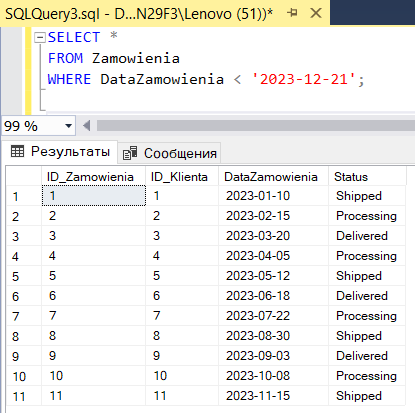 SQLQuery3.sql - D...N29F3\Lenovo (51))*
SELECT *
FROM Zamowienia
WHERE DataZamowienia < '2023-12-21';
99 %
Результаты Сообщения
ID_Zamowienia ID_Klienta DataZamowienia Status
1 1 1 2023-01-10 Shipped
2 2 2 2023-02-15 Processing
3 3 3 2023-03-20 Delivered
4 4 4 2023-04-05 Processing
5 5 5 2023-05-12 Shipped
6 6 6 2023-06-18 Delivered
7 7 7 2023-07-22 Processing
8 8 8 2023-08-30 Shipped
9 9 9 2023-09-03 Delivered
10 10 10 2023-10-08 Processing
11 11 11 2023-11-15 Shipped